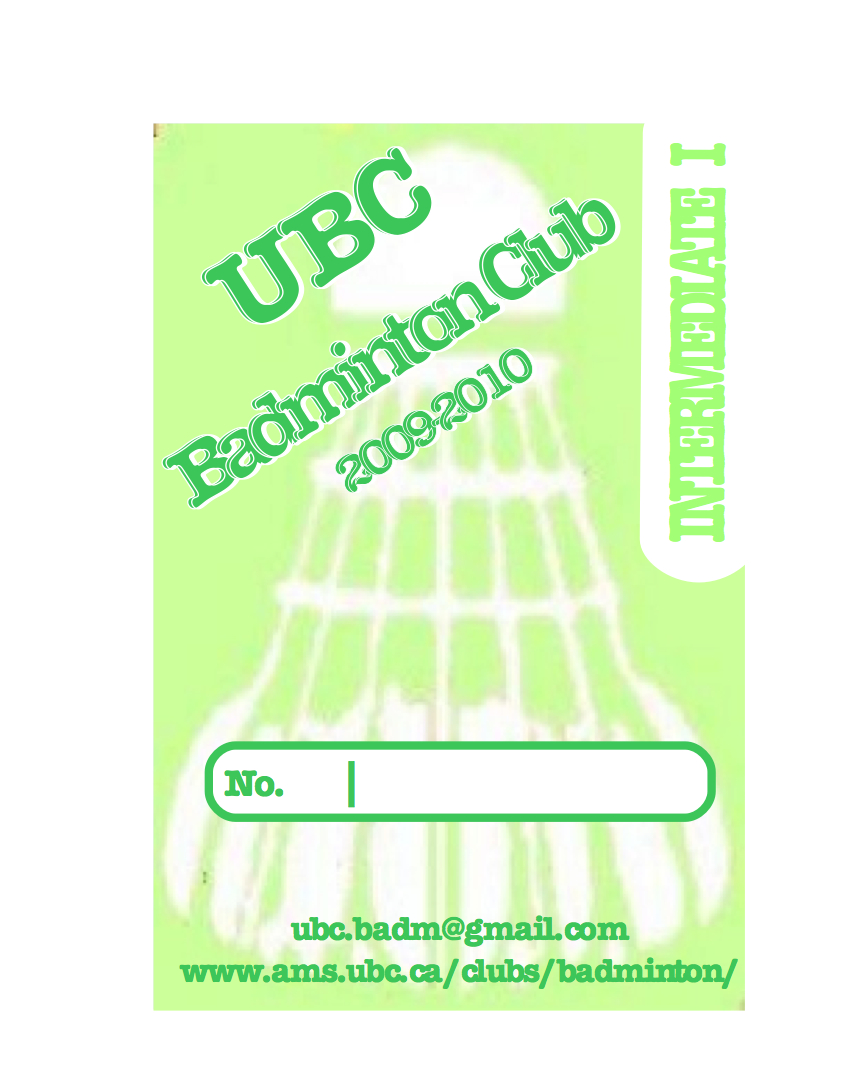 UBC
Badminton Club
2009-2010
INTERMEDIATE I
No. |
ubc.badm@gmail.com
www.ams.ubc.ca/clubs/badminton/